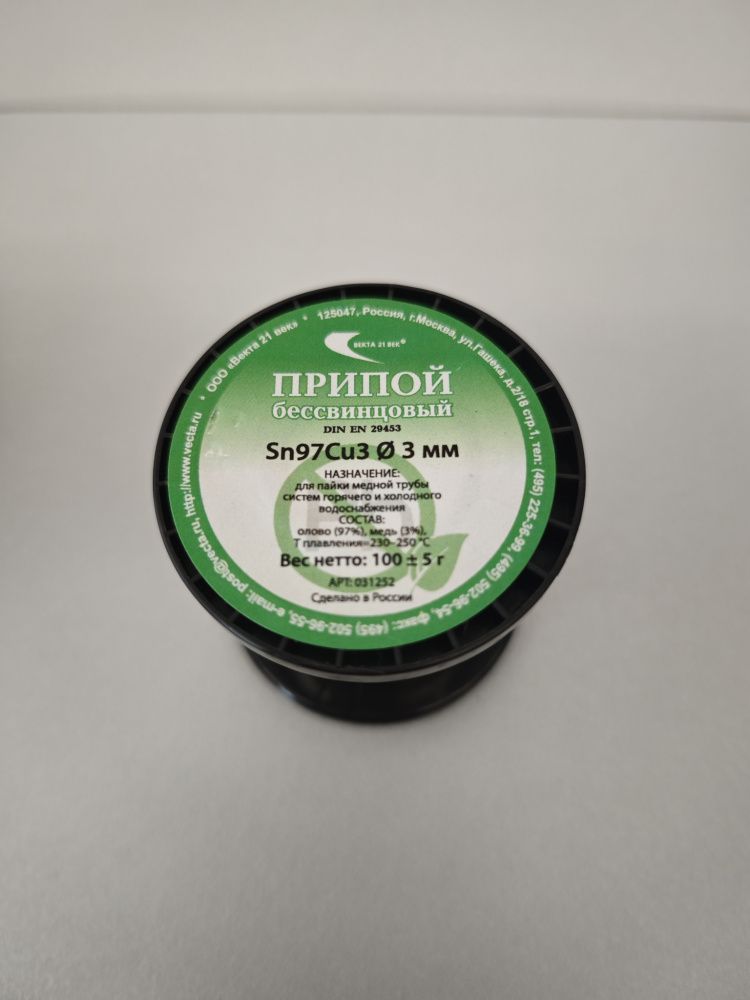 ВЕКТА 21 ВЕК®
ПРИПОЙ
бессвинцовый
DIN EN 29453
Sn97Cu3 Ø 3 мм
НАЗНАЧЕНИЕ:
для пайки медной трубы
систем горячего и холодного
водоснабжения
СОСТАВ:
олово (97%), медь (3%),
Т плавления=230-250 °C
Вес нетто: 100 ± 5 г
АРТ: 031252
Сделано в России
ООО «Векта 21 век» * 125047, Россия, г.Москва, ул.Гашека, д.2/18 стр.1, тел: (495) 225-36-99, (495) 502-96-54, факс: (495) 502-96-55, e-mail: post@vecta.ru, http://www.vecta.ru *